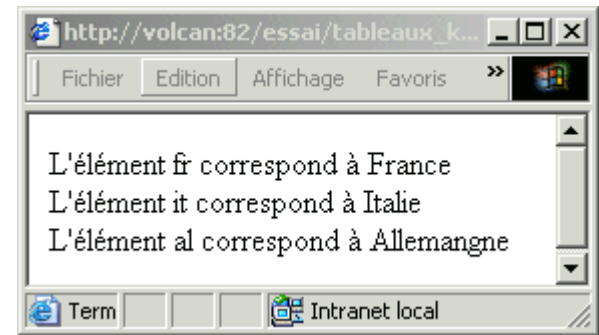 http://volcan:82/essai/tableaux_k...
Fichier Edition Affichage Favoris »
L'élément fr correspond à France
L'élément it correspond à Italie
L'élément al correspond à Allemangne
Term Intranet local